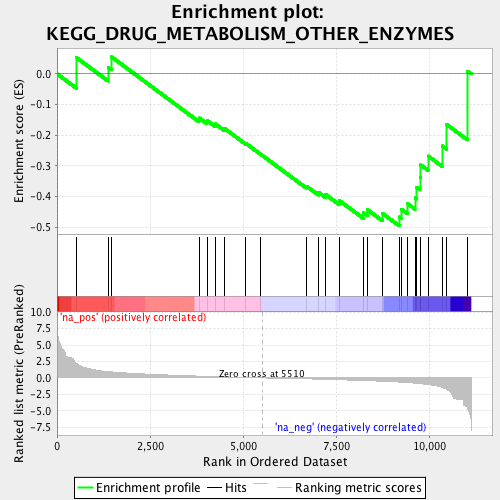 Enrichment plot:
KEGG_DRUG_METABOLISM_OTHER_ENZYMES
Enrichment score (ES)
0.0
-0.1
-0.2
-0.3
-0.4
-0.5
Ranked list metric (PreRanked)
10.0
7.5
5.0
2.5
0.0
-2.5
-5.0
-7.5
'na_pos' (positively correlated)
Zero cross at 5510
'na_neg' (negatively correlated)
0
2,500
5,000
7,500
10,000
Rank in Ordered Dataset
Enrichment profile
Hits
Ranking metric scores